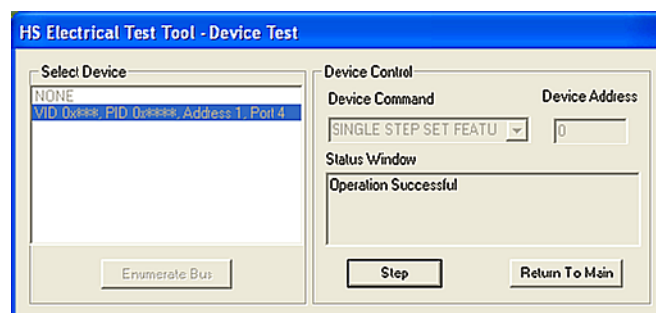 HS Electrical Test Tool - Device Test
Select Device
NONE
VID 0x***, PID 0x****, Address 1, Port 4
Enumerate Bus
Device Control
Device Command
Device Address
SINGLE STEP SET FEATU
0
Status Window
Operation Successful
Step
Return To Main